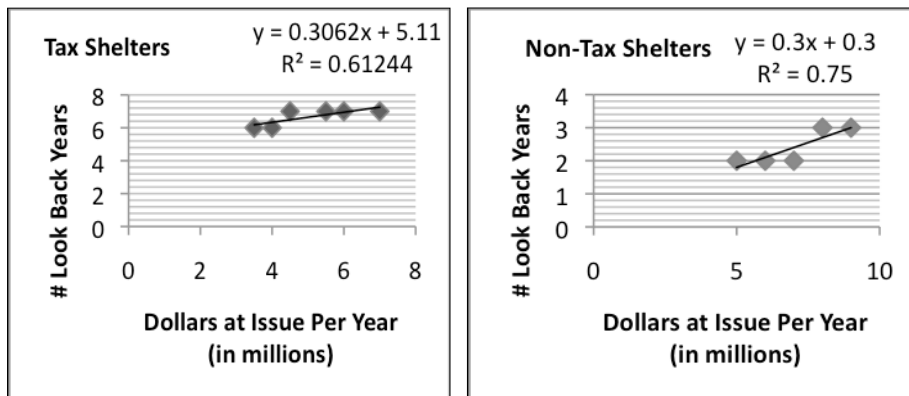 Tax Shelters
y = 0.3062x + 5.11
R² = 0.61244
# Look Back Years
8
6
4
2
0
0 2 4 6 8
Dollars at Issue Per Year
(in millions)
Non-Tax Shelters
y = 0.3x + 0.3
R² = 0.75
# Look Back Years
4
3
2
1
0
0 5 10
Dollars at Issue Per Year
(in millions)